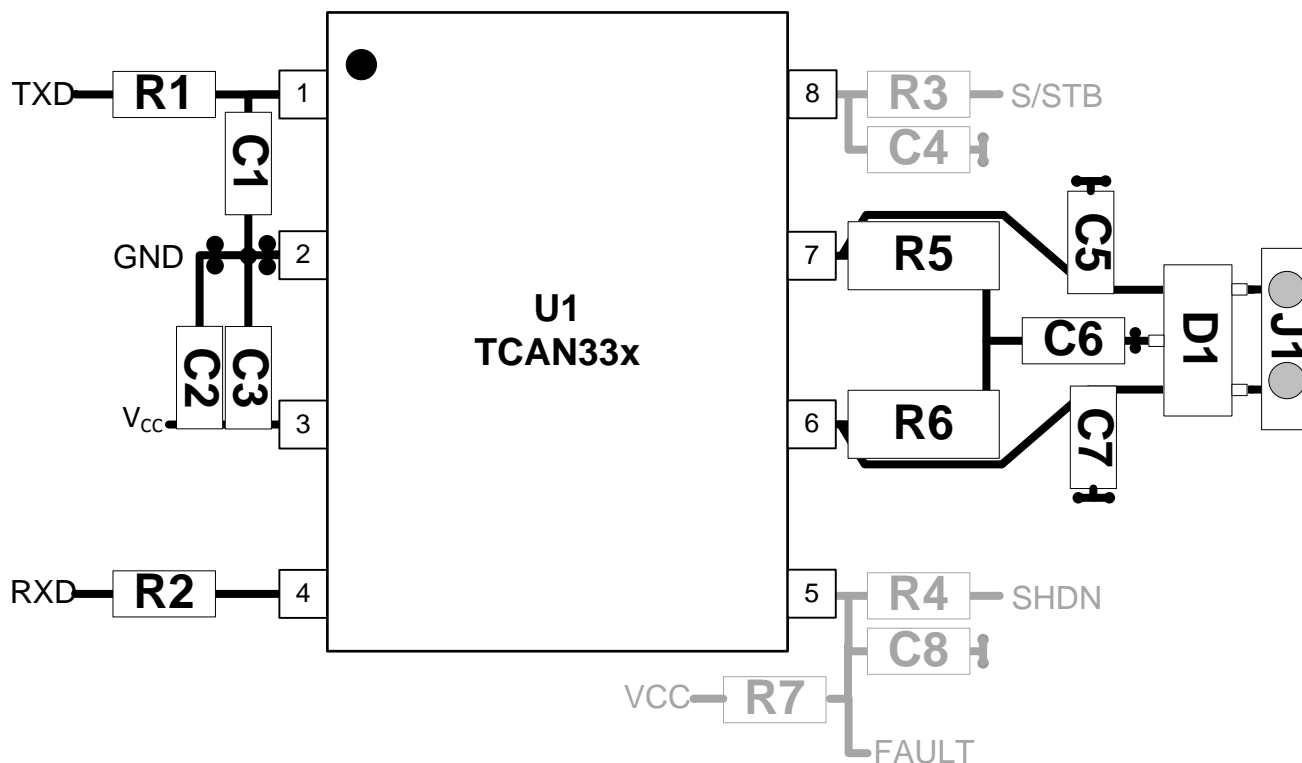 TXD
R1
1
8
R3
S/STB
C1
C4
GND
2
7
R5
C5
U1
TCAN33x
C6
D1
J1
C2
C3
VCC
3
6
R6
C7
RXD
R2
4
5
R4
SHDN
C8
VCC
R7
FAULT